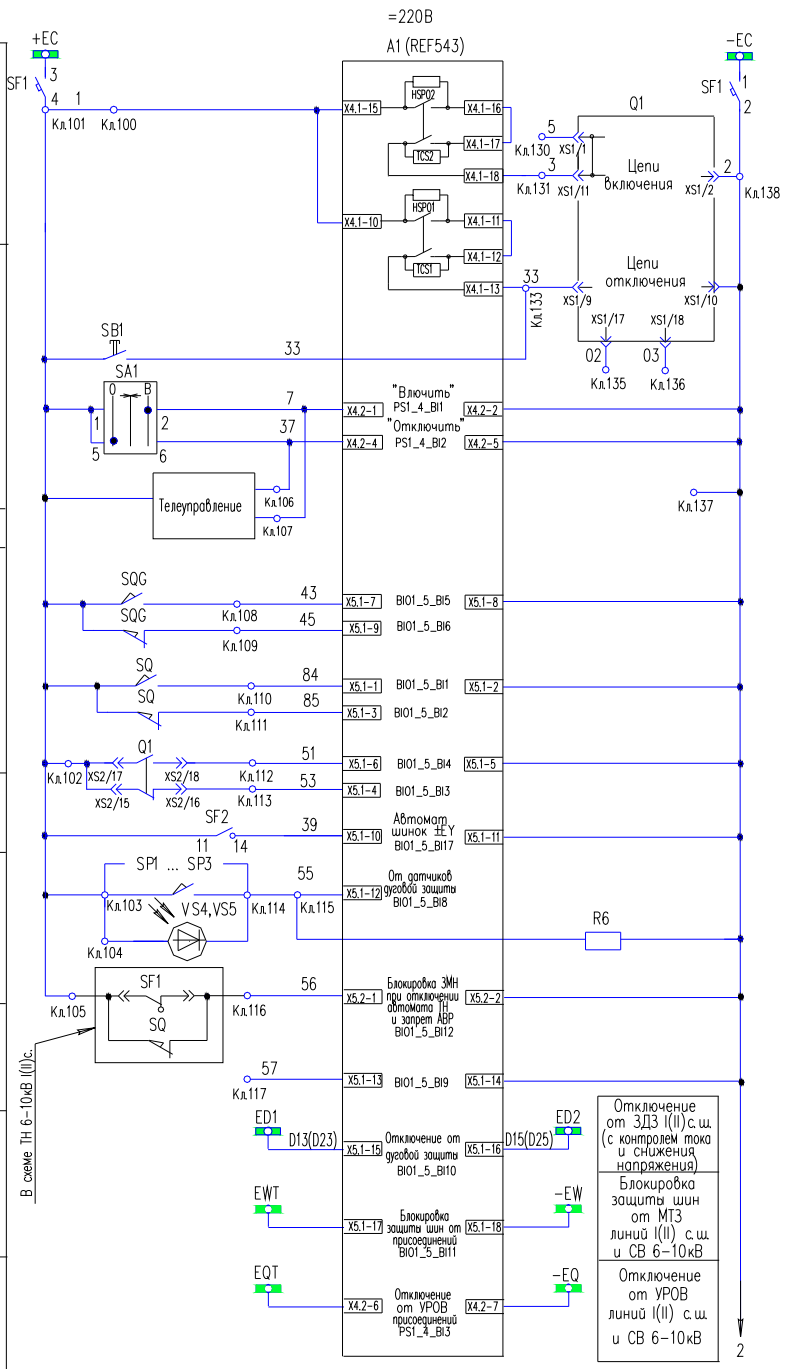 =220В
+EC
A1 (REF543)
-EC
SF1
3
4
1
Кл.101
Кл.100
X4.1-15
HSPO2
X4.1-16
X4.1-17
TCS2
X4.1-18
X4.1-10
HSPO1
X4.1-11
X4.1-12
TCS1
X4.1-13
SF1
1
2
Q1
5
Кл.130
XS1/1
3
Кл.131
XS1/11
Цепи
включения
XS1/2
2
Кл.138
33
Кл.133
XS1/9
Цепи
отключения
XS1/10
XS1/17
XS1/18
02
03
Кл.135
Кл.136
SB1
33
SA1
0
B
1
2
5
6
7
37
X4.2-1
"Влючить"
PS1_4_BI1
X4.2-2
X4.2-4
"Отключить"
PS1_4_BI2
X4.2-5
Телеуправление
Кл.106
Кл.107
Кл.137
SQG
43
Кл.108
X5.1-7
BIO1_5_BI5
X5.1-8
SQG
45
Кл.109
X5.1-9
BIO1_5_BI6
SQ
84
Кл.110
X5.1-1
BIO1_5_BI1
X5.1-2
SQ
85
Кл.111
X5.1-3
BIO1_5_BI2
Q1
51
Кл.102
XS2/17
XS2/18
Кл.112
X5.1-6
BIO1_5_BI4
X5.1-5
53
XS2/15
XS2/16
Кл.113
X5.1-4
BIO1_5_BI3
SF2
11
14
39
X5.1-10
Автомат
шинок ±EY
BIO1_5_BI7
X5.1-11
SP1 ... SP3
55
Кл.103
VS4,VS5
Кл.114
Кл.115
X5.1-12
От датчиков
дуговой защиты
BIO1_5_BI8
Кл.104
R6
SF1
SQ
Кл.105
56
Кл.116
X5.2-1
Блокировка ЗМН
при отключении
автомата ТН
и запрет АВР
BIO1_5_BI12
X5.2-2
В схеме ТН 6-10кВ I(II)с.
57
Кл.117
X5.1-13
BIO1_5_BI9
X5.1-14
ED1
D13(D23)
X5.1-15
Отключение от
дуговой защиты
BIO1_5_BI10
X5.1-16
D15(D25)
ED2
EWT
X5.1-17
Блокировка
защиты шин от
присоединений
BIO1_5_BI11
X5.1-18
-EW
EQT
X4.2-6
Отключение
от УРОВ
присоединений
PS1_4_BI3
X4.2-7
-EQ
Отключение
от ЗДЗ I(II) с.ш.
(с контролем тока
и снижения
напряжения)
Блокировка
защиты шин
от МТЗ
линий I(II) с.ш.
и СВ 6-10кВ
Отключение
от УРОВ
линий I(II) с.ш.
и СВ 6-10кВ
2